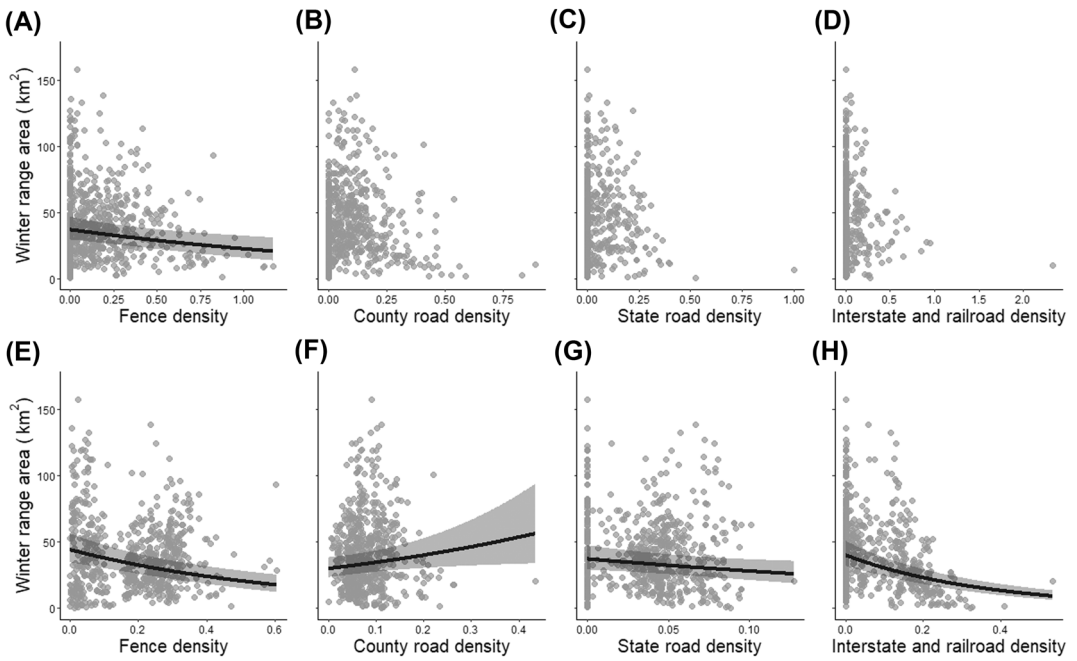 (A) (B) (C) (D)
Winter range area ( km²)
150
100
50
0
0.00 0.25 0.50 0.75 1.00
0.00 0.25 0.50 0.75
0.00 0.25 0.50 0.75 1.00
0.0 0.5 1.0 1.5 2.0
Fence density County road density State road density Interstate and railroad density
(E) (F) (G) (H)
Winter range area ( km²)
150
100
50
0
0.0 0.2 0.4 0.6
0.0 0.1 0.2 0.3 0.4
0.00 0.05 0.10
0.0 0.2 0.4
Fence density County road density State road density Interstate and railroad density